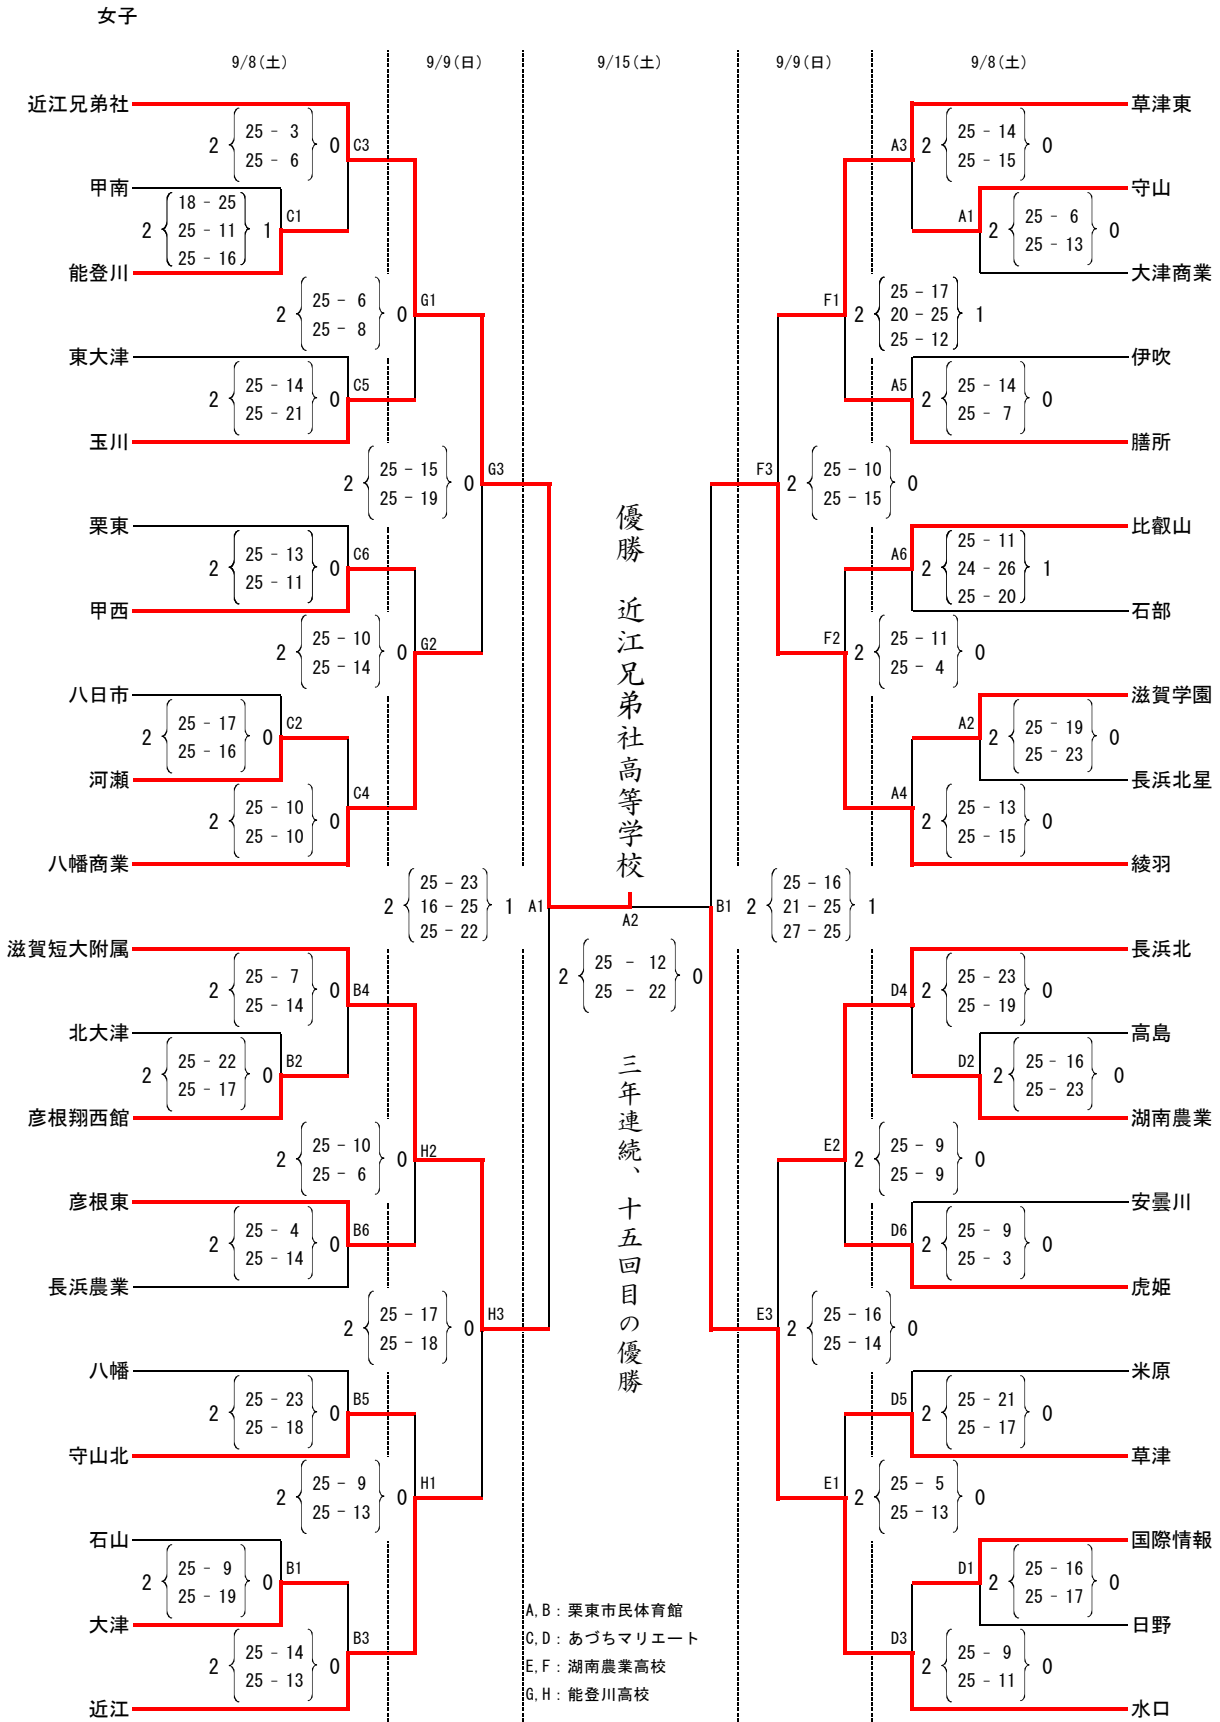 女子
9/8(土)
9/9(日)
9/15(土)
9/9(日)
9/8(土)
近江兄弟社
2 25 - 3 0 C3
25 - 6
甲南
2 18 - 25 1 C1
25 - 11
25 - 16
能登川
2 25 - 6 0 G1
25 - 8
東大津
2 25 - 14 0 C5
25 - 21
玉川
2 25 - 15 0 G3
25 - 19
栗東
2 25 - 13 0 C6
25 - 11
甲西
2 25 - 10 0 G2
25 - 14
八日市
2 25 - 17 0 C2
25 - 16
河瀬
2 25 - 10 0 C4
25 - 10
八幡商業
2 25 - 23 1 A1
16 - 25
25 - 22
滋賀短大附属
2 25 - 7 0 B4
25 - 14
北大津
2 25 - 22 0 B2
25 - 17
彦根翔西館
2 25 - 10 0 H2
25 - 6
彦根東
2 25 - 4 0 B6
25 - 14
長浜農業
2 25 - 17 0 H3
25 - 18
八幡
2 25 - 23 0 B5
25 - 18
守山北
2 25 - 9 0 H1
25 - 13
石山
2 25 - 9 0 B1
25 - 19
大津
2 25 - 14 0 B3
25 - 13
近江
優勝 近江兄弟社高等学校
A2
2 25 - 12 0
25 - 22
三年連続、十五回目の優勝
A,B：栗東市民体育館
C,D：あづちマリエート
E,F：湖南農業高校
G,H：能登川高校
草津東
A3 2 25 - 14 0
25 - 15
守山
A1 2 25 - 6 0
25 - 13
大津商業
F1 2 25 - 17 1
20 - 25
25 - 12
伊吹
A5 2 25 - 14 0
25 - 7
膳所
F3 2 25 - 10 0
25 - 15
比叡山
A6 2 25 - 11 1
24 - 26
25 - 20
石部
F2 2 25 - 11 0
25 - 4
滋賀学園
A2 2 25 - 19 0
25 - 23
長浜北星
A4 2 25 - 13 0
25 - 15
綾羽
B1 2 25 - 16 1
21 - 25
27 - 25
長浜北
D4 2 25 - 23 0
25 - 19
高島
D2 2 25 - 16 0
25 - 23
湖南農業
E2 2 25 - 9 0
25 - 9
安曇川
D6 2 25 - 9 0
25 - 3
虎姫
E3 2 25 - 16 0
25 - 14
米原
D5 2 25 - 21 0
25 - 17
草津
E1 2 25 - 5 0
25 - 13
国際情報
D1 2 25 - 16 0
25 - 17
日野
D3 2 25 - 9 0
25 - 11
水口